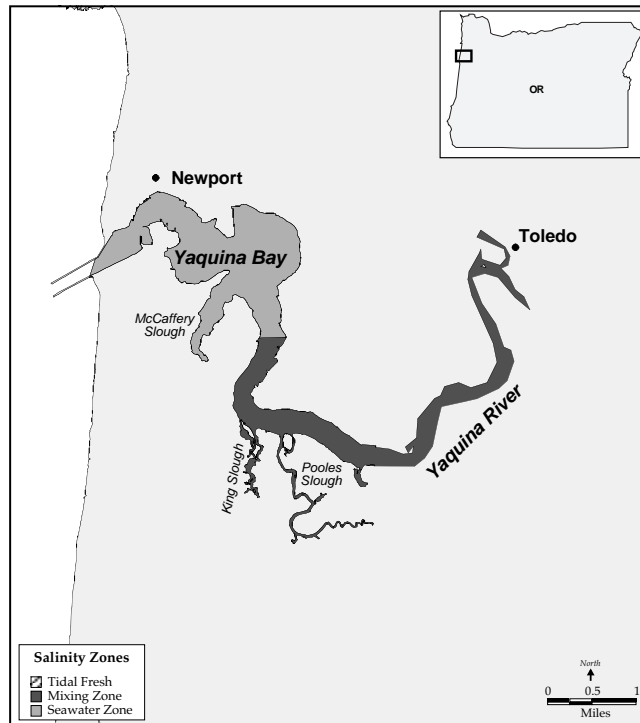 OR
Newport
Toledo
Yaquina Bay
McCaffery
Slough
Yaquina River
King Slough
Pooles
Slough
Salinity Zones
Tidal Fresh
Mixing Zone
Seawater Zone
North
0 0.5 1
Miles